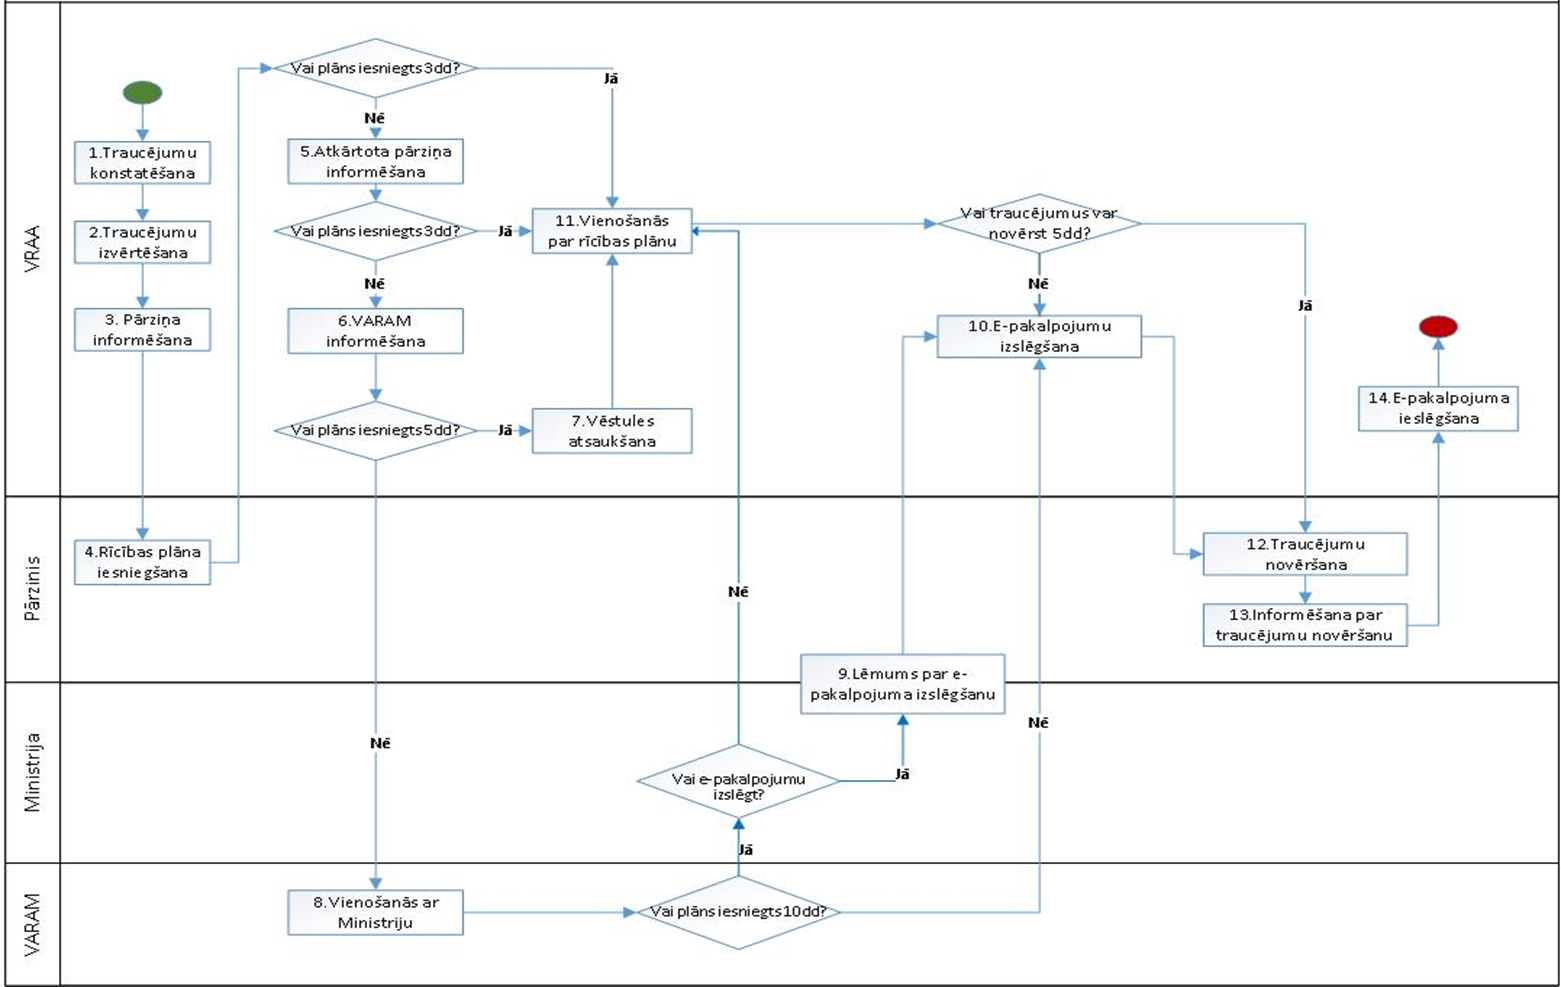 VRAA
1.Traucējumu
konstatēšana
2.Traucējumu
izvērtēšana
3. Pārziņa
informēšana
Vai plāns iesniegts 3dd?
Jā
Nē
5.Atkārtota pārziņa
informēšana
Vai plāns iesniegts 3dd?
Jā
Nē
6.VARAM
informēšana
Vai plāns iesniegts 5dd?
Jā
7.Vēstules
atsaukšana
11.Vienošanās
par rīcības plānu
Vai traucējumus var
novērst 5dd?
Nē
Jā
10.E-pakalpojumu
izslēgšana
14.E-pakalpojuma
ieslēgšana
Pārzinis
4.Rīcības plāna
iesniegšana
Nē
12.Traucējumu
novēršana
13.Informēšana par
traucējumu novēršanu
9.Lēmums par e-
pakalpojuma izslēgšanu
Ministrija
Nē
Vai e-pakalpojumu
izslēgt?
Jā
Nē
Jā
VARAM
8.Vienošanās ar
Ministriju
Vai plāns iesniegts 10dd?